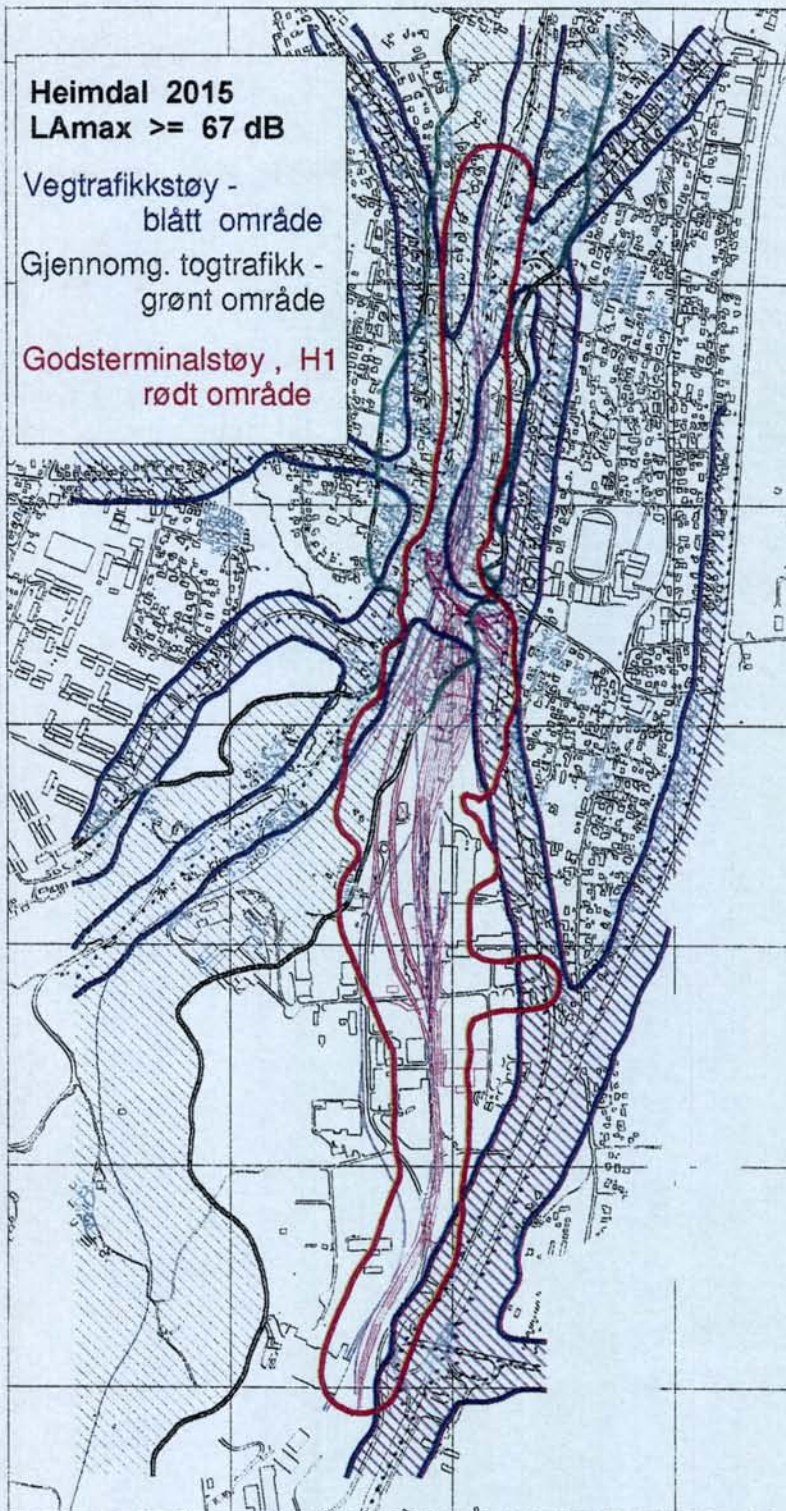 Heimdal 2015
LAmax >= 67 dB
Vegtrafikkstøy -
blått område
Gjennomg. togtrafikk -
grønt område
Godsterminalstøy , H1
rødt område